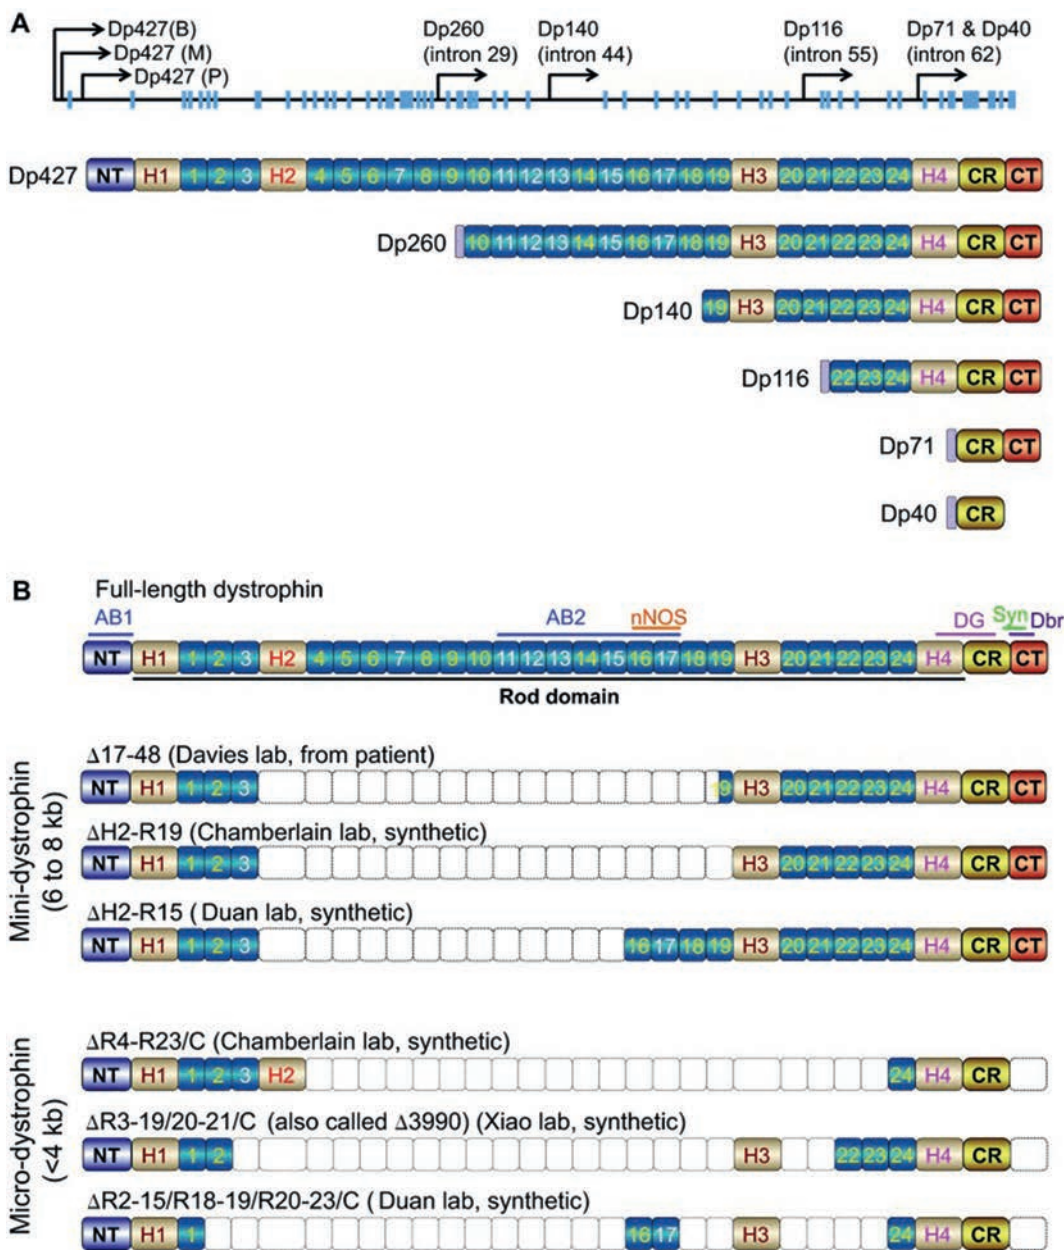 A
Dp427(B)
Dp427 (M)
Dp427 (P)
Dp260
(intron 29)
Dp140
(intron 44)
Dp116
(intron 55)
Dp71 & Dp40
(intron 62)
Dp427 NT H1 1 2 3 H2 4 5 6 7 8 9 10 11 12 13 14 15 16 17 18 19 H3 20 21 22 23 24 H4 CR CT
Dp260 10 11 12 13 14 15 16 17 18 19 H3 20 21 22 23 24 H4 CR CT
Dp140 19 H3 20 21 22 23 24 H4 CR CT
Dp116 22 23 24 H4 CR CT
Dp71 CR CT
Dp40 CR
B
Full-length dystrophin
AB1 AB2 nNOS DG Syn Dbr
NT H1 1 2 3 H2 4 5 6 7 8 9 10 11 12 13 14 15 16 17 18 19 H3 20 21 22 23 24 H4 CR CT
Rod domain
Mini-dystrophin
(6 to 8 kb)
Δ17-48 (Davies lab, from patient)
NT H1 1 2 3 19 H3 20 21 22 23 24 H4 CR CT
ΔH2-R19 (Chamberlain lab, synthetic)
NT H1 1 2 3 H3 20 21 22 23 24 H4 CR CT
ΔH2-R15 (Duan lab, synthetic)
NT H1 1 2 3 16 17 18 19 H3 20 21 22 23 24 H4 CR CT
Micro-dystrophin
(<4 kb)
ΔR4-R23/C (Chamberlain lab, synthetic)
NT H1 1 2 3 H2 24 H4 CR
ΔR3-19/20-21/C (also called Δ3990) (Xiao lab, synthetic)
NT H1 1 2 H3 22 23 24 H4 CR
ΔR2-15/R18-19/R20-23/C (Duan lab, synthetic)
NT H1 1 16 17 H3 24 H4 CR